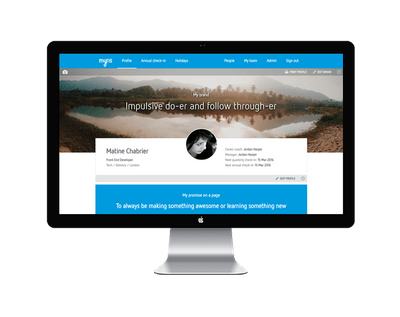 myris
Profile Annual check-in Holidays People My team Admin Sign out
PRINT PROFILE EDIT BRAND
My brand
Impulsive do-er and follow through-er
Matine Chabrier
Front End Developer
Tech / Delivery / London
Career coach: Jordan Harper
Manager: Jordan Harper
Next quarterly check in: 15 Mar 2016
Next annual check in: 15 Mar 2016
EDIT PROFILE
My promise on a page
To always be making something awesome or learning something new